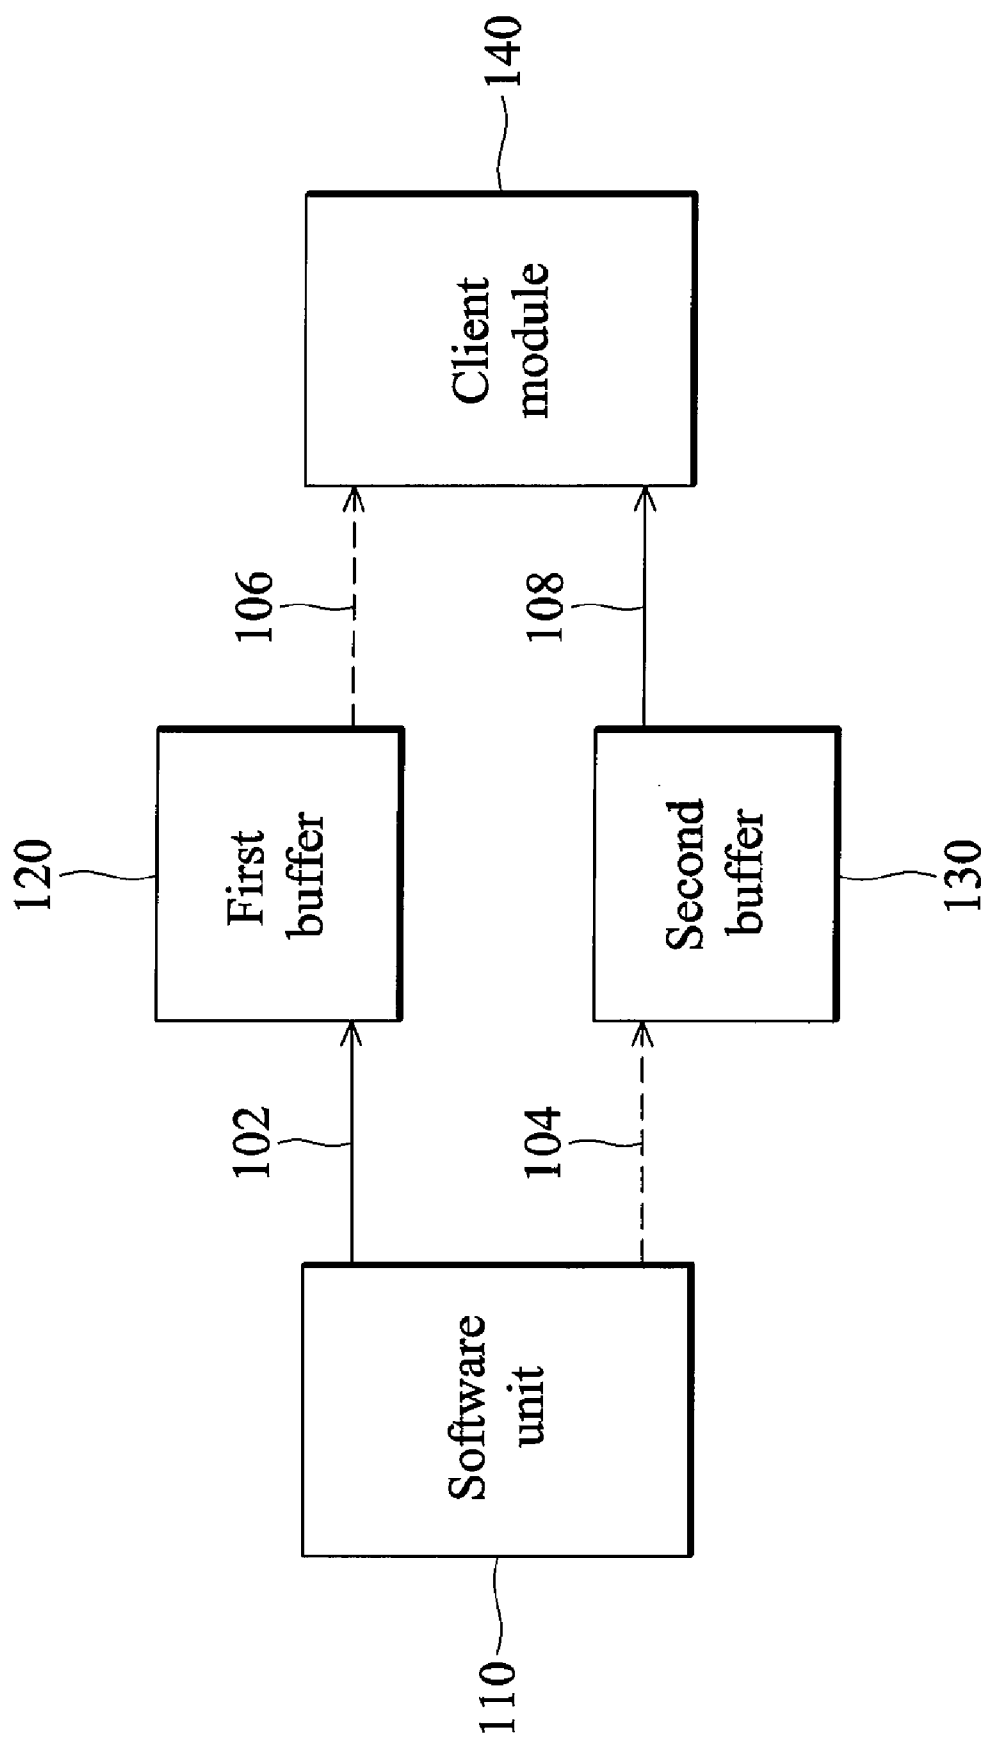 120
First
buffer
102
106
Software
unit
Client
module
110
140
104
108
Second
buffer
130